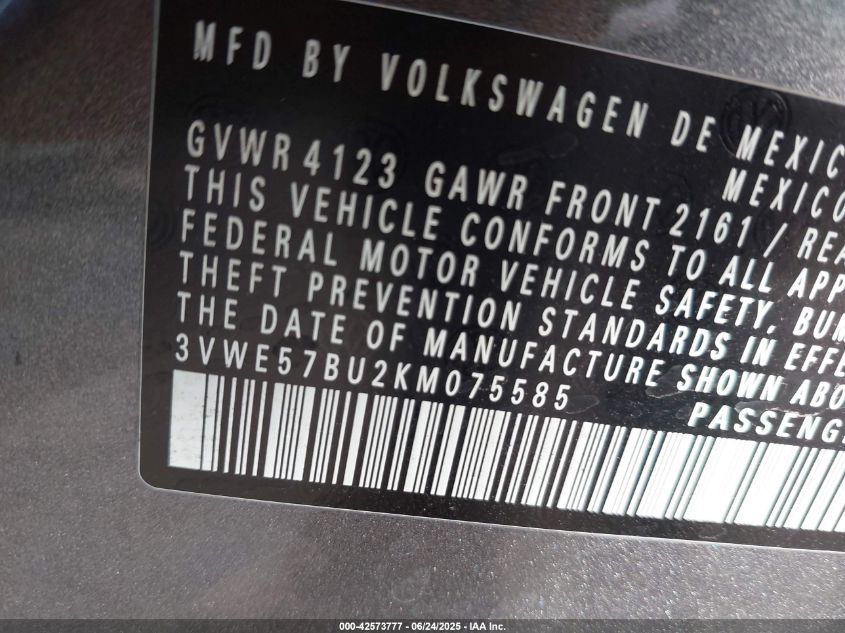 MFD BY VOLKSWAGEN DE MEXIC
MEXICO
GVWR 4123 GAWR FRONT 2161 / REA
THIS VEHICLE CONFORMS TO ALL APP
FEDERAL MOTOR VEHICLE SAFETY, BUM
THEFT PREVENTION STANDARDS IN EFFE
THE DATE OF MANUFACTURE SHOWN ABO
3VWE57BU2KM075585
PASSENGE
000-42573777 - 06/24/2025 - IAA Inc.